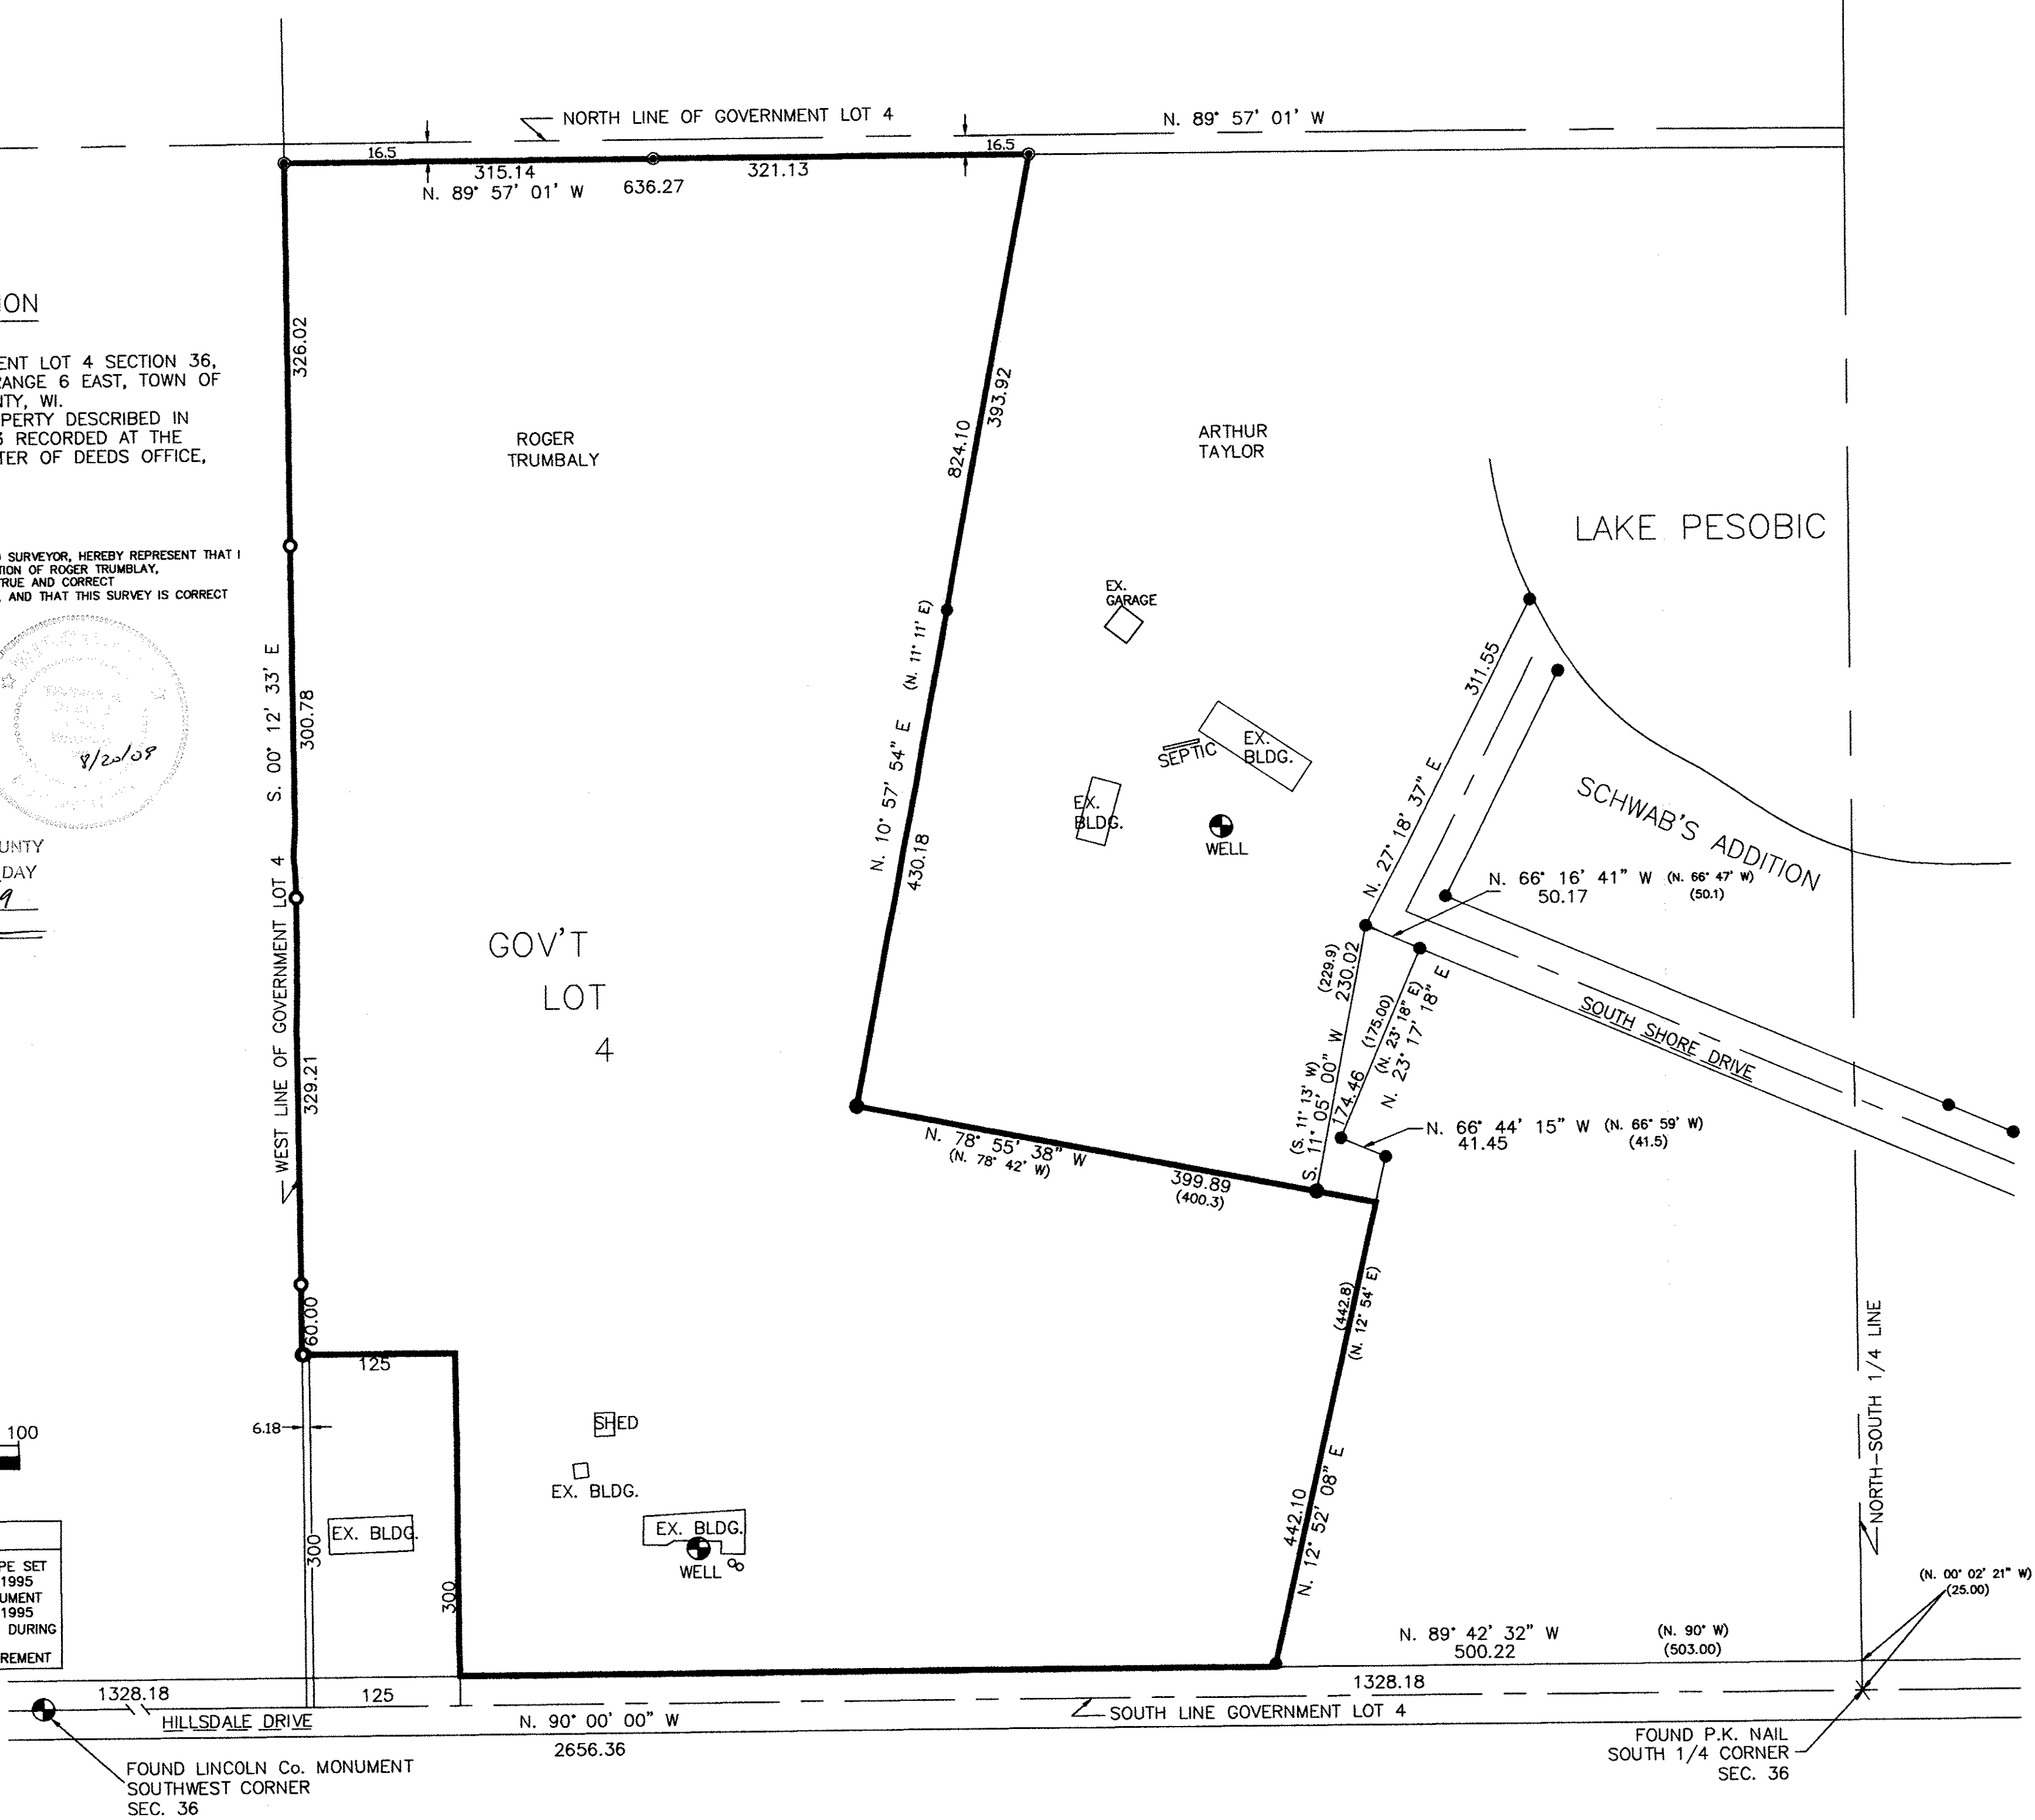 NORTH LINE OF GOVERNMENT LOT 4
N. 89° 57' 01' W
16.5
16.5
315.14
321.13
N. 89° 57' 01' W
636.27
ION
ENT LOT 4 SECTION 36,
RANGE 6 EAST, TOWN OF
NTY, WI.
PERTY DESCRIBED IN
3 RECORDED AT THE
TER OF DEEDS OFFICE,
SURVEYOR, HEREBY REPRESENT THAT I
TION OF ROGER TRUMBLAY,
TRUE AND CORRECT
, AND THAT THIS SURVEY IS CORRECT
8/20/09
UNTY
DAY
9
326.02
S. 00° 12' 33' E
300.78
WEST LINE OF GOVERNMENT LOT 4
329.21
60.00
ROGER
TRUMBALY
824.10
393.92
(N. 11° 11' E)
N. 10° 57' 54" E
430.18
GOV'T
LOT
4
ARTHUR
TAYLOR
LAKE PESOBIC
EX.
GARAGE
SEPTIC
EX.
BLDG.
EX.
BLDG.
WELL
311.55
N. 27° 18' 37" E
SCHWAB'S ADDITION
N. 66° 16' 41" W (N. 66° 47' W)
50.17 (50.1)
(229.9)
230.02
(S. 11° 13' W)
S. 11° 05' 00" W
(175.00)
174.46
(N. 23° 18" E)
N. 23° 17' 18" E
SOUTH SHORE DRIVE
N. 66° 44' 15" W (N. 66° 59' W)
41.45 (41.5)
N. 78° 55' 38" W
(N. 78° 42' W)
399.89
(400.3)
(442.8)
(N. 12° 54' E)
442.10
N. 12° 52' 08" E
NORTH-SOUTH 1/4 LINE
125
6.18
300
300
SHED
EX. BLDG.
EX. BLDG.
EX. BLDG.
WELL
100
PE SET
1995
UMENT
1995
DURING
REMENT
(N. 00° 02' 21" W)
(25.00)
N. 89° 42' 32" W (N. 90° W)
500.22 (503.00)
1328.18
125
1328.18
HILLSDALE DRIVE
N. 90° 00' 00" W
SOUTH LINE GOVERNMENT LOT 4
2656.36
FOUND LINCOLN Co. MONUMENT
SOUTHWEST CORNER
SEC. 36
FOUND P.K. NAIL
SOUTH 1/4 CORNER
SEC. 36